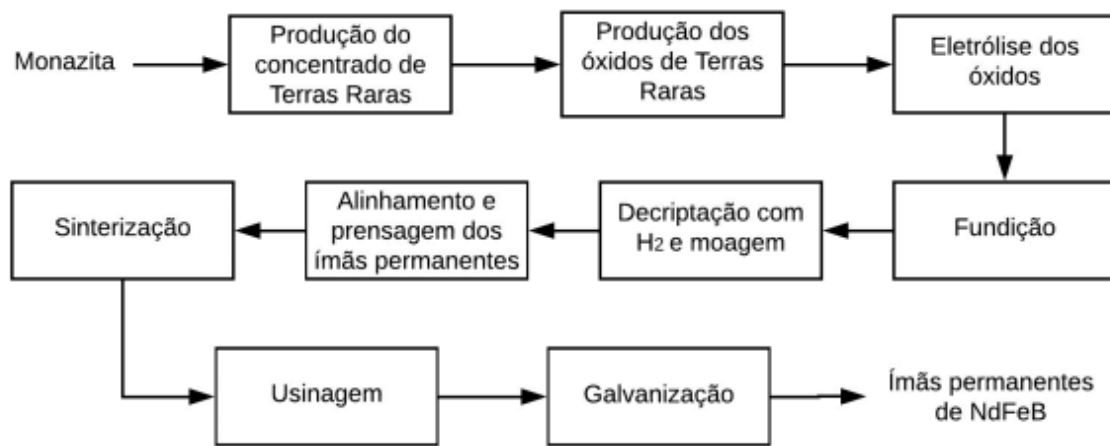 Monazita
Produção do
concentrado de
Terras Raras
Produção dos
óxidos de Terras
Raras
Eletrólise dos
óxidos
Fundição
Decriptação com
H2 e moagem
Alinhamento e
prensagem dos
ímãs permanentes
Sinterização
Usinagem
Galvanização
Ímãs permanentes
de NdFeB